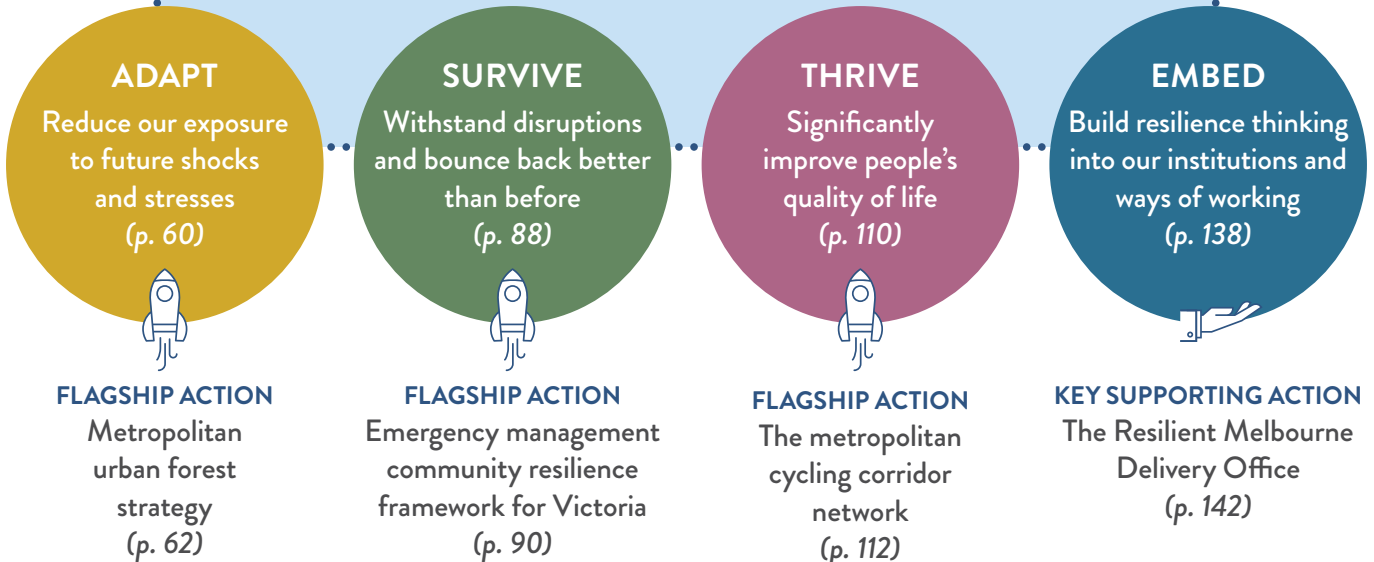 ADAPT
Reduce our exposure
to future shocks
and stresses
(p. 60)
FLAGSHIP ACTION
Metropolitan
urban forest
strategy
(p. 62)
SURVIVE
Withstand disruptions
and bounce back better
than before
(p. 88)
FLAGSHIP ACTION
Emergency management
community resilience
framework for Victoria
(p. 90)
THRIVE
Significantly
improve people’s
quality of life
(p. 110)
FLAGSHIP ACTION
The metropolitan
cycling corridor
network
(p. 112)
EMBED
Build resilience thinking
into our institutions and
ways of working
(p. 138)
KEY SUPPORTING ACTION
The Resilient Melbourne
Delivery Office
(p. 142)